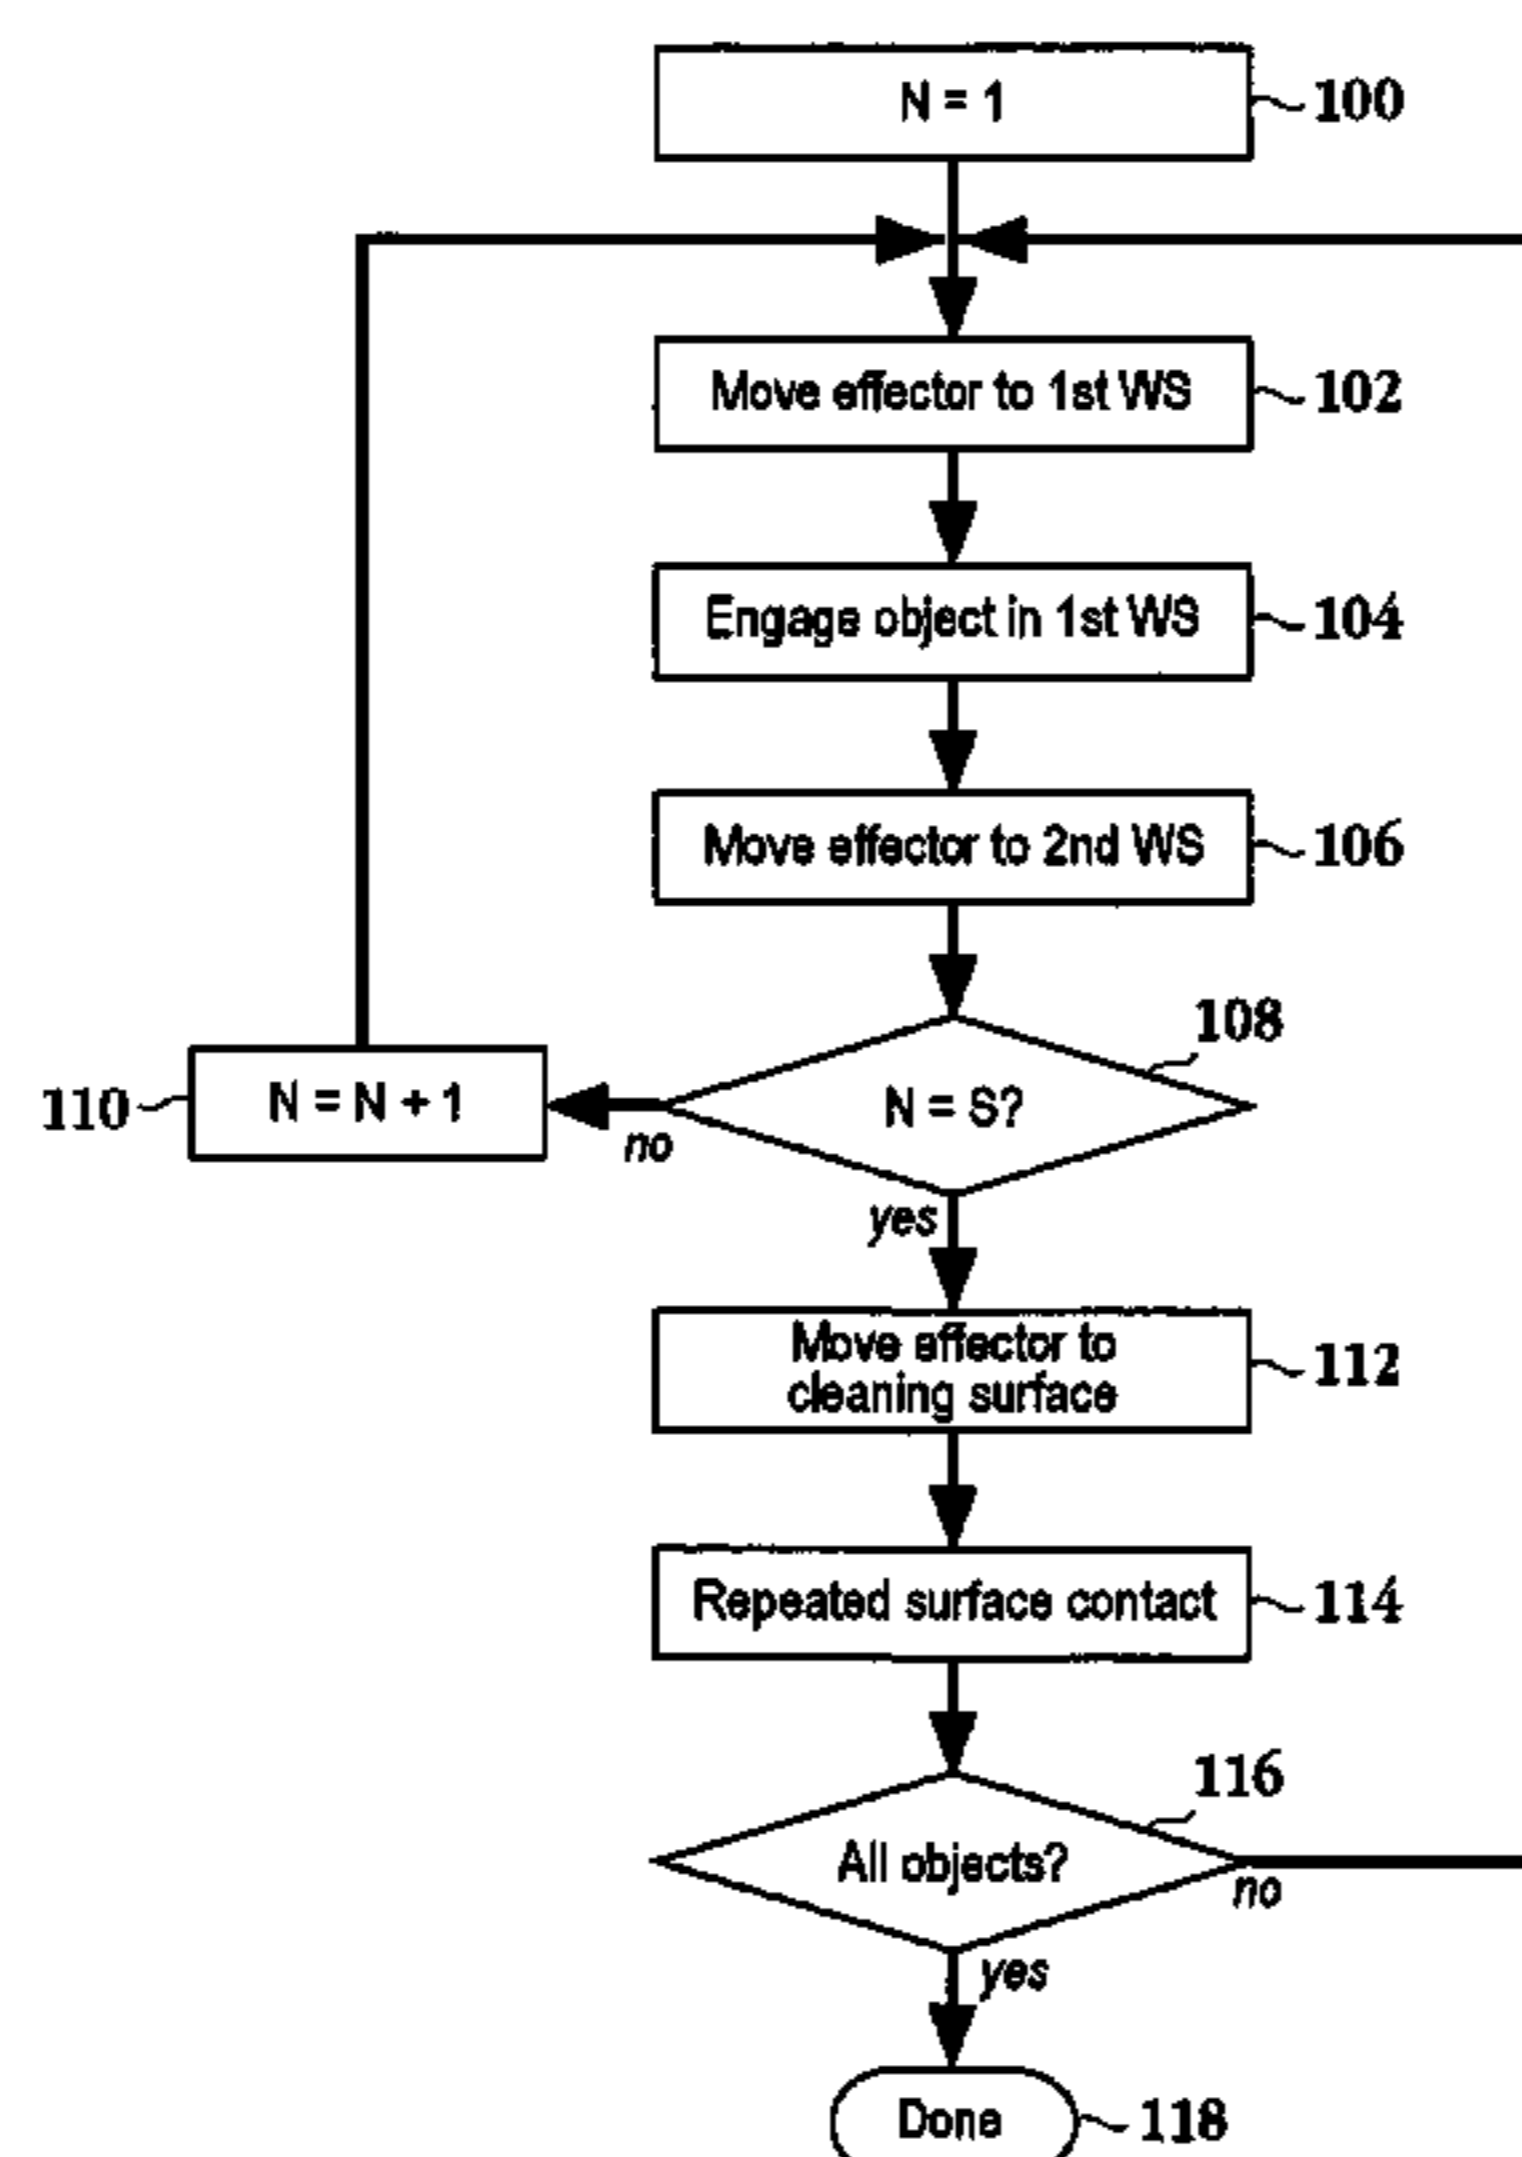 N = 1
100
Move effector to 1st WS
102
Engage object in 1st WS
104
Move effector to 2nd WS
106
108
N = S?
no
110
N = N + 1
yes
Move effector to
cleaning surface
112
Repeated surface contact
114
116
All objects?
no
yes
Done
118